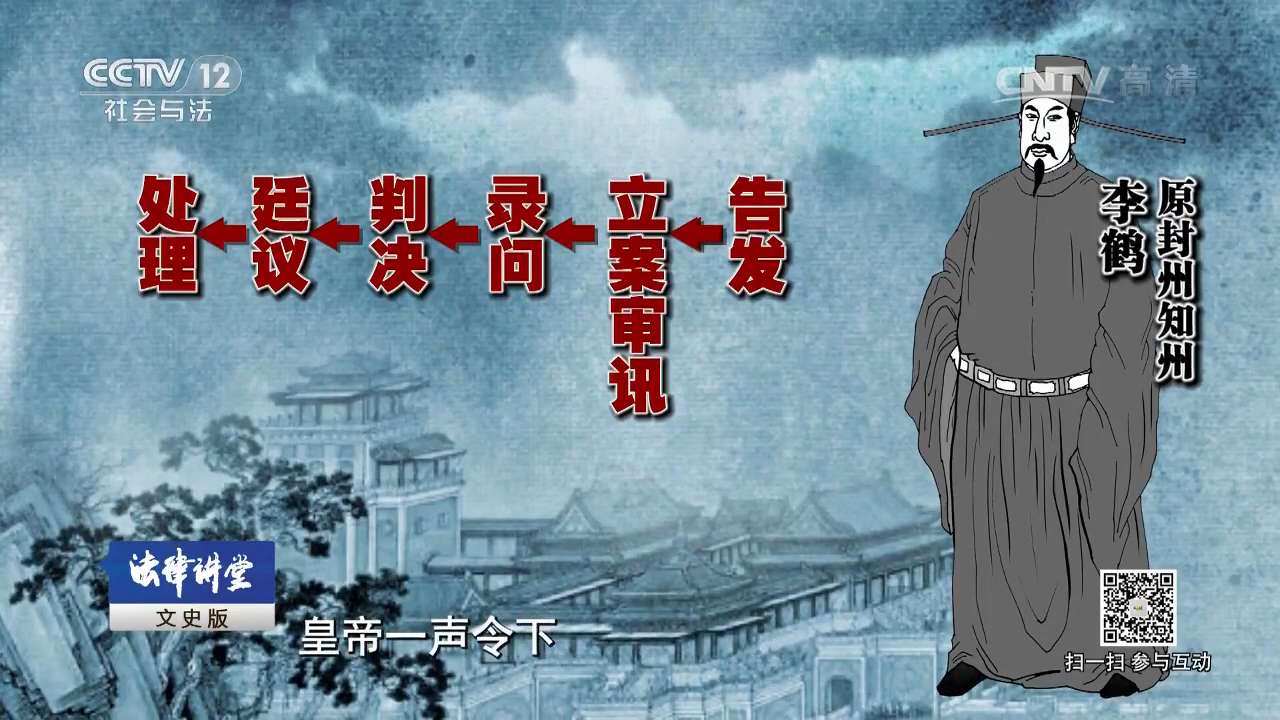 CCTV 12
社会与法
CNTV 高清
告发
立案审讯
录问
判决
廷议
处理
原封州知州
李鹤
法律讲堂
文史版
皇帝一声令下
扫一扫 参与互动